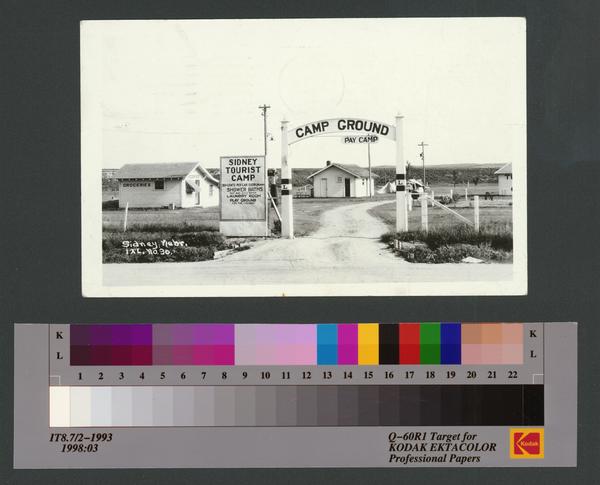 CAMP GROUND
PAY CAMP
GROCERIES
SIDNEY
TOURIST
CAMP
SHOWER BATHS
LAUNDRY ROOM
PLAY GROUND
Sidney, Nebr.
IXL. No. 30.
K K
L L
1 2 3 4 5 6 7 8 9 10 11 12 13 14 15 16 17 18 19 20 21 22
IT8.7/2-1993
1998:03
Q-60R1 Target for
KODAK EKTACOLOR
Professional Papers
Kodak